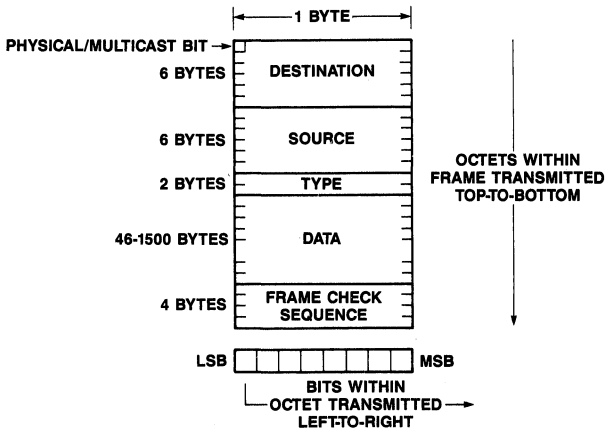 1 BYTE
PHYSICAL/MULTICAST BIT
6 BYTES
DESTINATION
6 BYTES
SOURCE
2 BYTES
TYPE
46-1500 BYTES
DATA
4 BYTES
FRAME CHECK
SEQUENCE
OCTETS WITHIN
FRAME TRANSMITTED
TOP-TO-BOTTOM
LSB
MSB
BITS WITHIN
OCTET TRANSMITTED
LEFT-TO-RIGHT